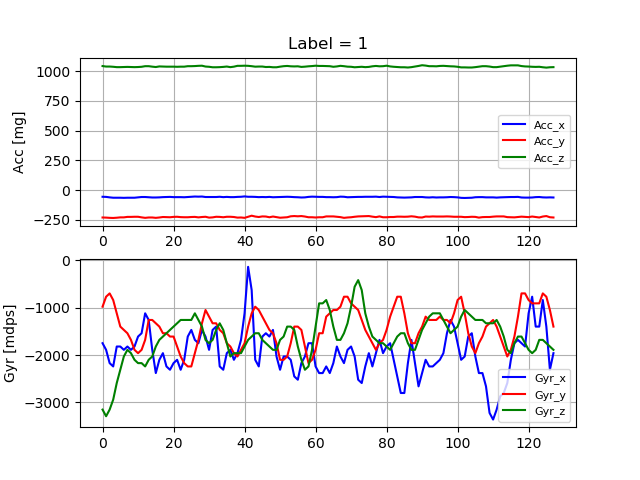 Label = 1
Acc [mg]
1000
750
500
250
0
−250
Acc_x
Acc_y
Acc_z
0 20 40 60 80 100 120
Gyr [mdps]
0
−1000
−2000
−3000
Gyr_x
Gyr_y
Gyr_z
0 20 40 60 80 100 120